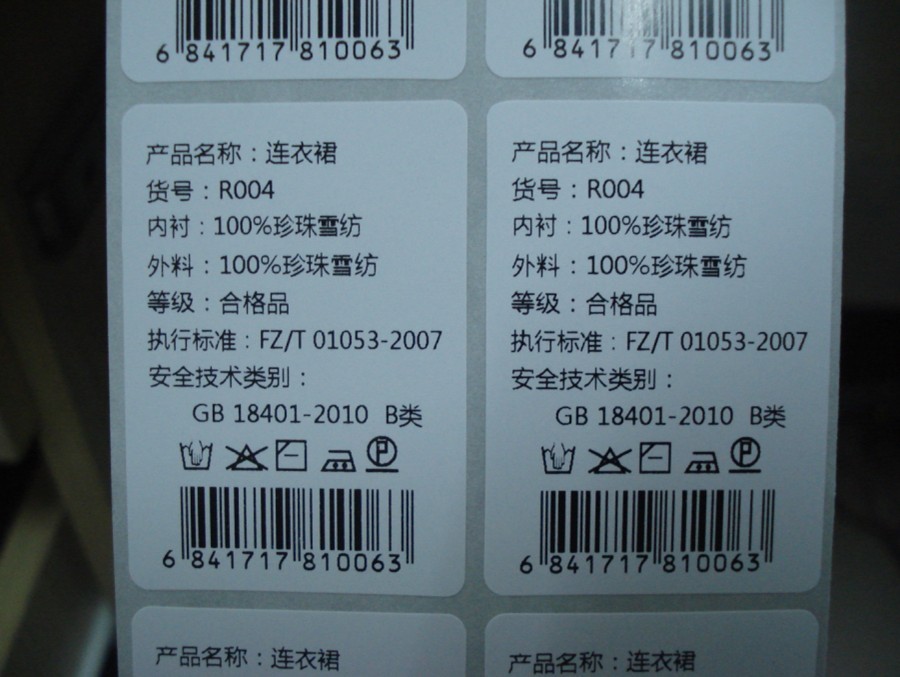 6 841717 810063
6 841717 810063
产品名称：连衣裙
货号：R004
内衬：100%珍珠雪纺
外料：100%珍珠雪纺
等级：合格品
执行标准：FZ/T 01053-2007
安全技术类别：
GB 18401-2010 B类
P
6 841717 810063
产品名称：连衣裙
货号：R004
内衬：100%珍珠雪纺
外料：100%珍珠雪纺
等级：合格品
执行标准：FZ/T 01053-2007
安全技术类别：
GB 18401-2010 B类
P
6 841717 810063
产品名称：连衣裙
产品名称：连衣裙